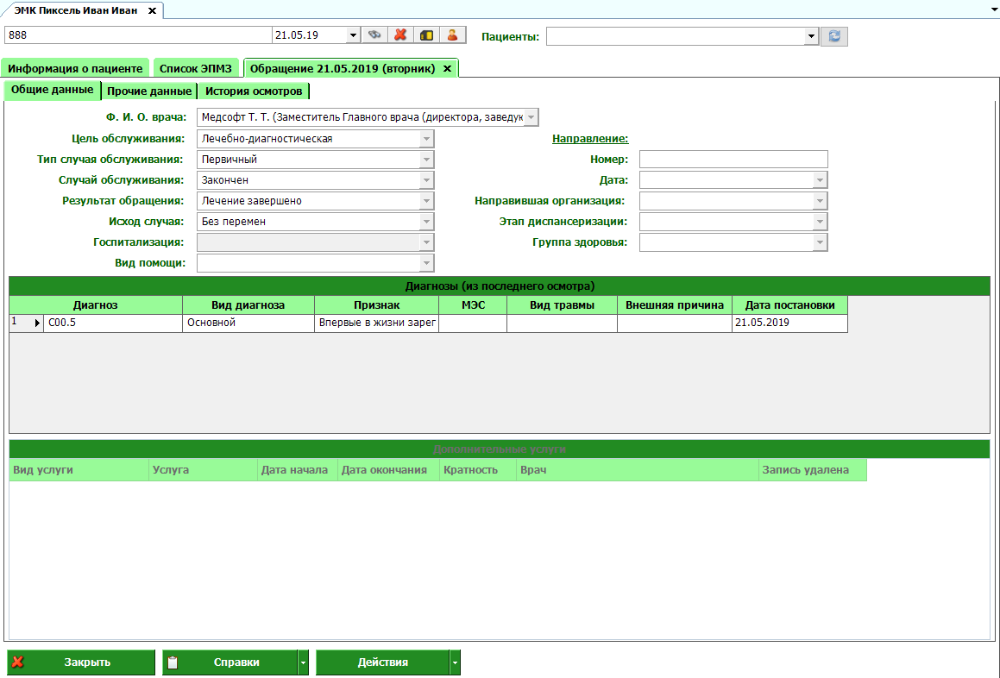 ЭМК Пиксель Иван Иван
888 21.05.19 Пациенты:
Информация о пациенте Список ЭПМЗ Обращение 21.05.2019 (вторник)
Общие данные Прочие данные История осмотров
Ф. И. О. врача: Медсофт Т. Т. (Заместитель Главного врача (директора, заведук
Цель обслуживания: Лечебно-диагностическая Направление:
Тип случая обслуживания: Первичный Номер:
Случай обслуживания: Закончен Дата:
Результат обращения: Лечение завершено Направившая организация:
Исход случая: Без перемен Этап диспансеризации:
Госпитализация: Группа здоровья:
Вид помощи:
Диагнозы (из последнего осмотра)
Диагноз Вид диагноза Признак МЭС Вид травмы Внешняя причина Дата постановки
1 C00.5 Основной Впервые в жизни зарег 21.05.2019
Дополнительные услуги
Вид услуги Услуга Дата начала Дата окончания Кратность Врач Запись удалена
Закрыть Справки Действия